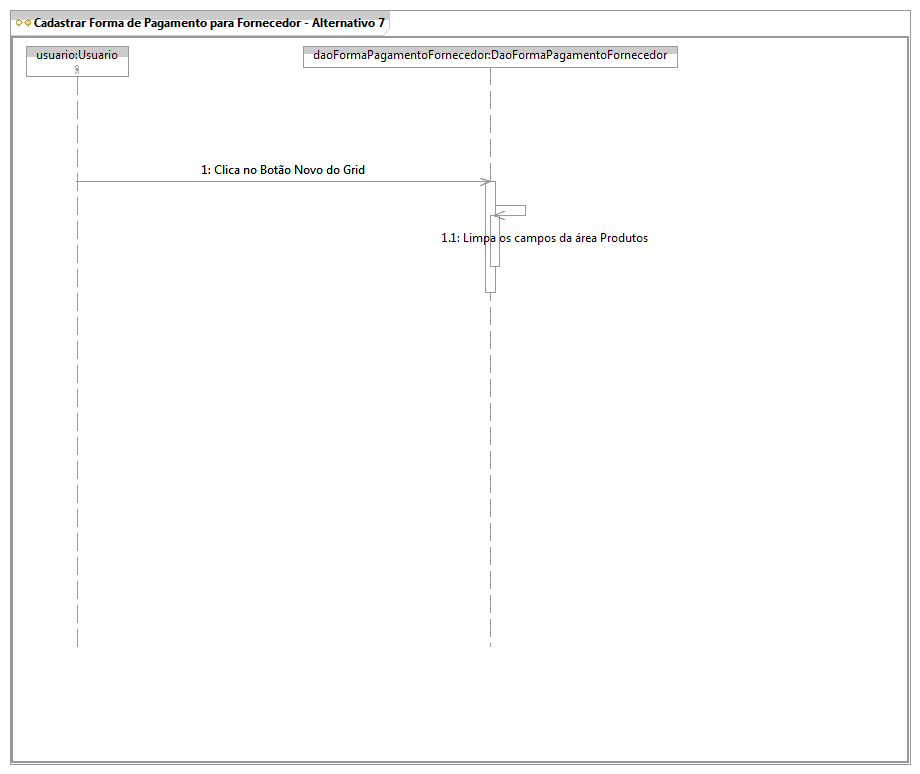 Cadastrar Forma de Pagamento para Fornecedor - Alternativo 7
usuario:Usuario
daoFormaPagamentoFornecedor:DaoFormaPagamentoFornecedor
1: Clica no Botão Novo do Grid
1.1: Limpa os campos da área Produtos